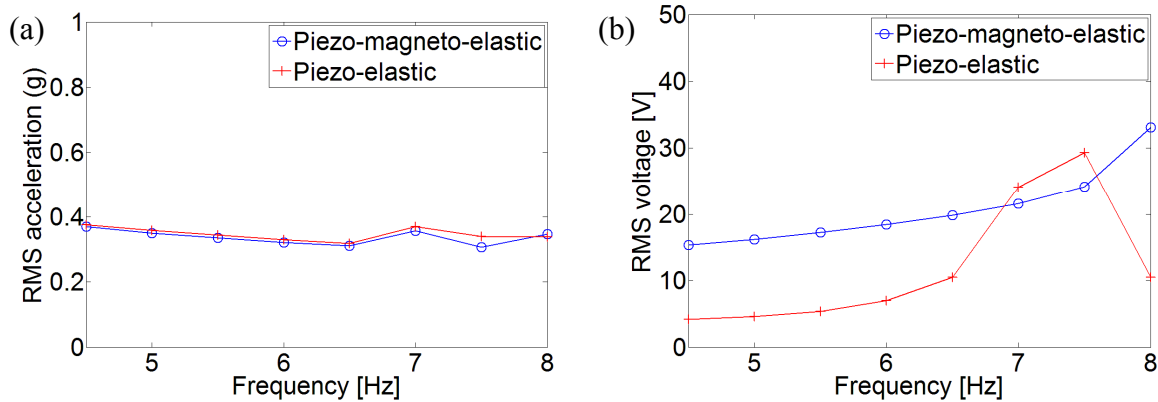 (a)
RMS acceleration (g)
1
0.8
0.6
0.4
0.2
0
5
6
7
8
Frequency [Hz]
Piezo-magneto-elastic
Piezo-elastic
(b)
RMS voltage [V]
50
40
30
20
10
0
5
6
7
8
Frequency [Hz]
Piezo-magneto-elastic
Piezo-elastic